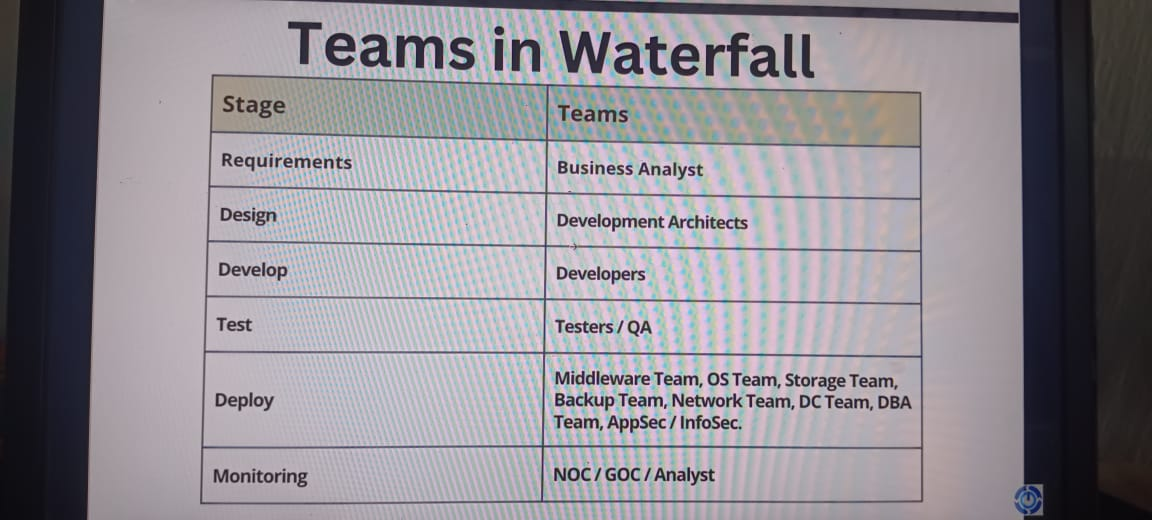 Teams in Waterfall
Stage
Teams
Requirements
Business Analyst
Design
Development Architects
Develop
Developers
Test
Testers / QA
Deploy
Middleware Team, OS Team, Storage Team,
Backup Team, Network Team, DC Team, DBA
Team, AppSec / InfoSec.
Monitoring
NOC / GOC / Analyst